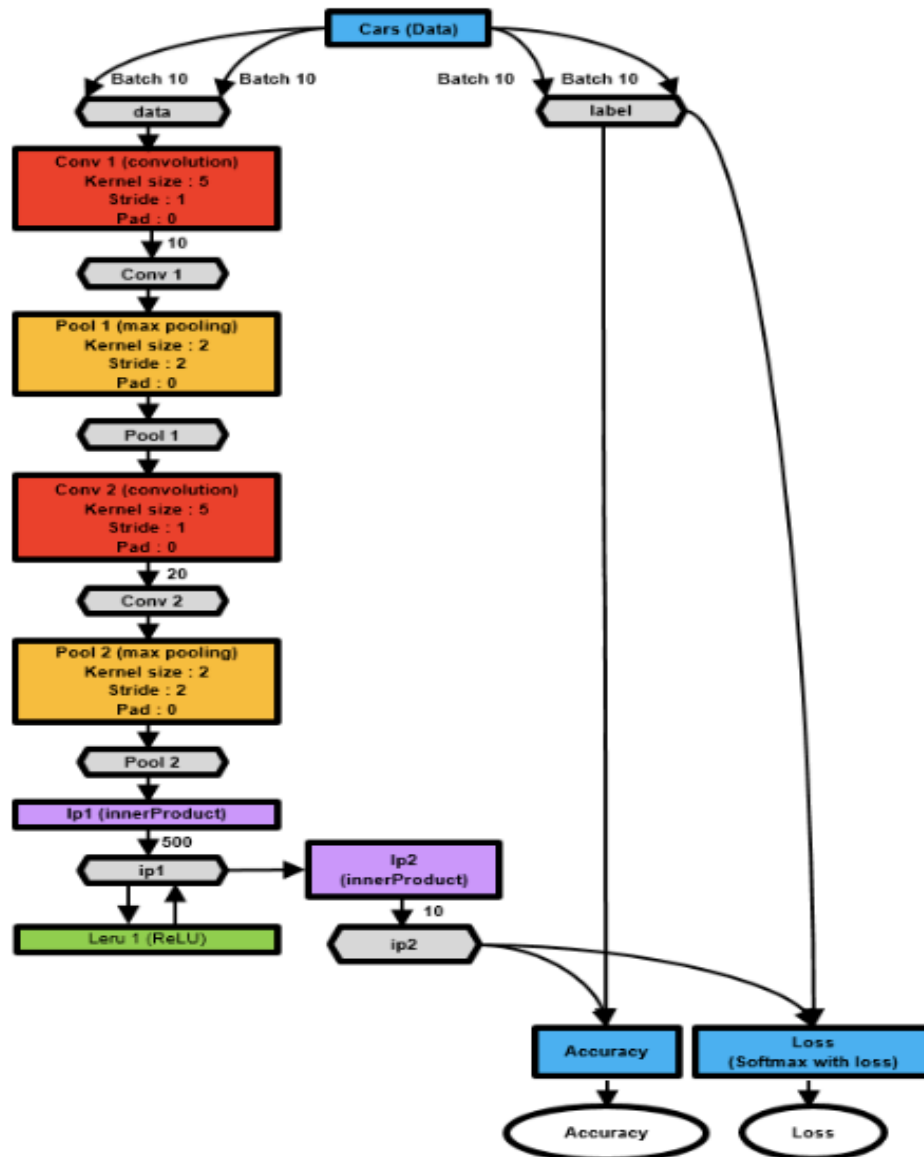 Cars (Data)
Batch 10
Batch 10
Batch 10
Batch 10
data
label
Conv 1 (convolution)
Kernel size : 5
Stride : 1
Pad : 0
10
Conv 1
Pool 1 (max pooling)
Kernel size : 2
Stride : 2
Pad : 0
Pool 1
Conv 2 (convolution)
Kernel size : 5
Stride : 1
Pad : 0
20
Conv 2
Pool 2 (max pooling)
Kernel size : 2
Stride : 2
Pad : 0
Pool 2
Ip1 (innerProduct)
500
ip1
Leru 1 (ReLU)
Ip2
(innerProduct)
10
ip2
Accuracy
Loss
(Softmax with loss)
Accuracy
Loss